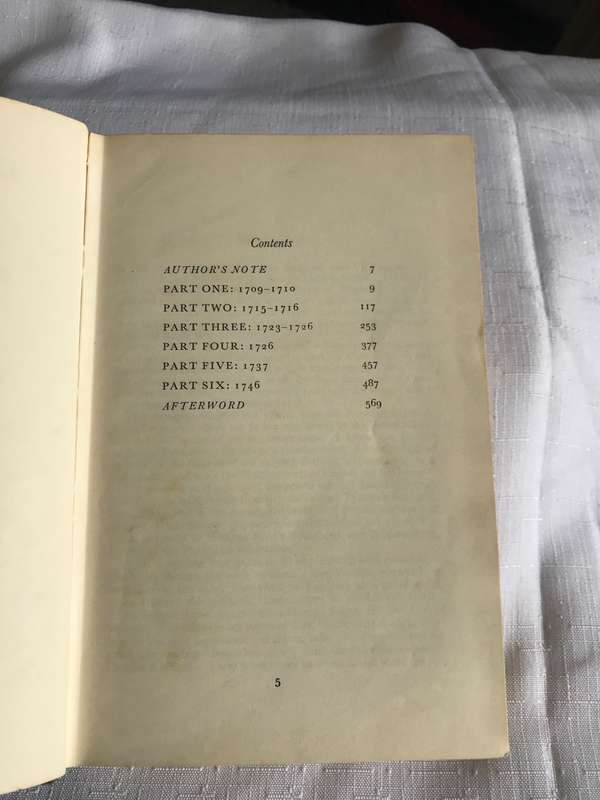 Contents
AUTHOR'S NOTE 7
PART ONE: 1709–1710 9
PART TWO: 1715–1716 117
PART THREE: 1723–1726 253
PART FOUR: 1726 377
PART FIVE: 1737 457
PART SIX: 1746 487
AFTERWORD 569
5